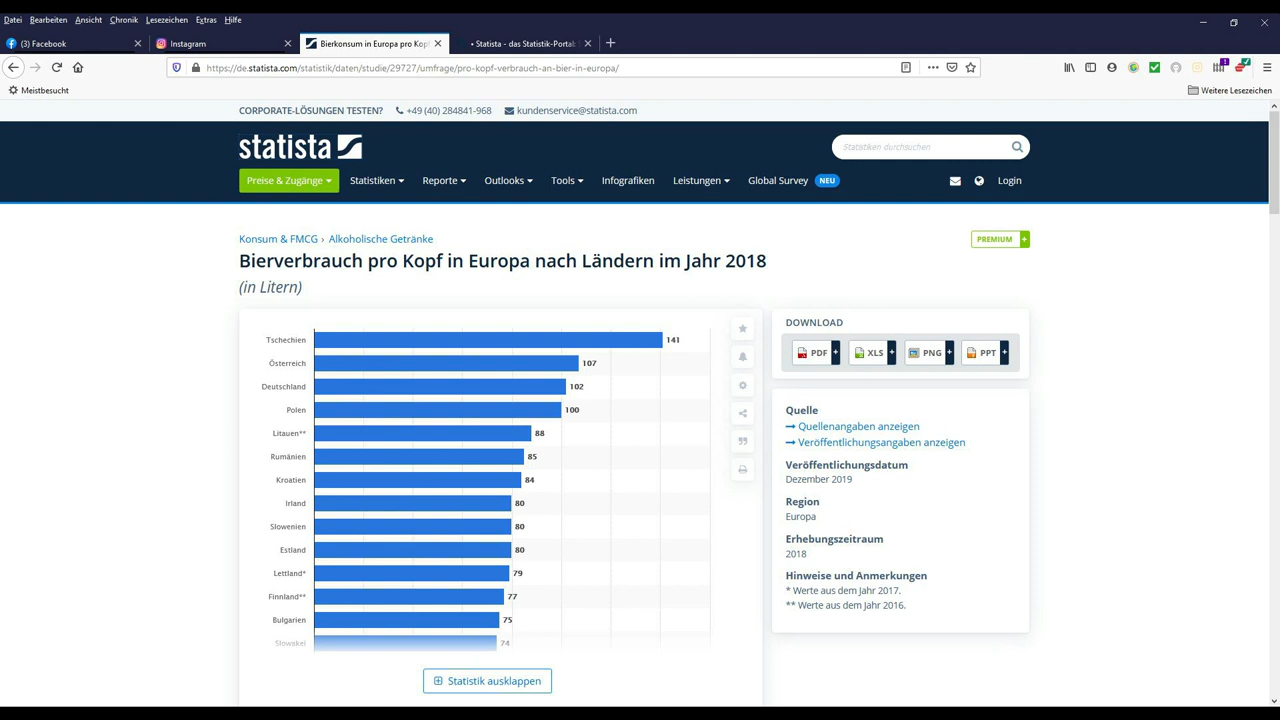 Datei Bearbeiten Ansicht Chronik Lesezeichen Extras Hilfe
(3) Facebook
Instagram
Bierkonsum in Europa pro Kopf
• Statista - das Statistik-Portal: S
https://de.statista.com/statistik/daten/studie/29727/umfrage/pro-kopf-verbrauch-an-bier-in-europa/
Meistbesucht
Weitere Lesezeichen
CORPORATE-LÖSUNGEN TESTEN? +49 (40) 284841-968 kundenservice@statista.com
statista
Statistiken durchsuchen
Preise & Zugänge Statistiken Reporte Outlooks Tools Infografiken Leistungen Global Survey NEU Login
Konsum & FMCG › Alkoholische Getränke
PREMIUM +
Bierverbrauch pro Kopf in Europa nach Ländern im Jahr 2018
(in Litern)
Tschechien 141
Österreich 107
Deutschland 102
Polen 100
Litauen** 88
Rumänien 85
Kroatien 84
Irland 80
Slowenien 80
Estland 80
Lettland* 79
Finnland** 77
Bulgarien 75
Slowakei 74
Statistik ausklappen
DOWNLOAD
PDF + XLS + PNG + PPT +
Quelle
Quellenangaben anzeigen
Veröffentlichungsangaben anzeigen
Veröffentlichungsdatum
Dezember 2019
Region
Europa
Erhebungszeitraum
2018
Hinweise und Anmerkungen
* Werte aus dem Jahr 2017.
** Werte aus dem Jahr 2016.